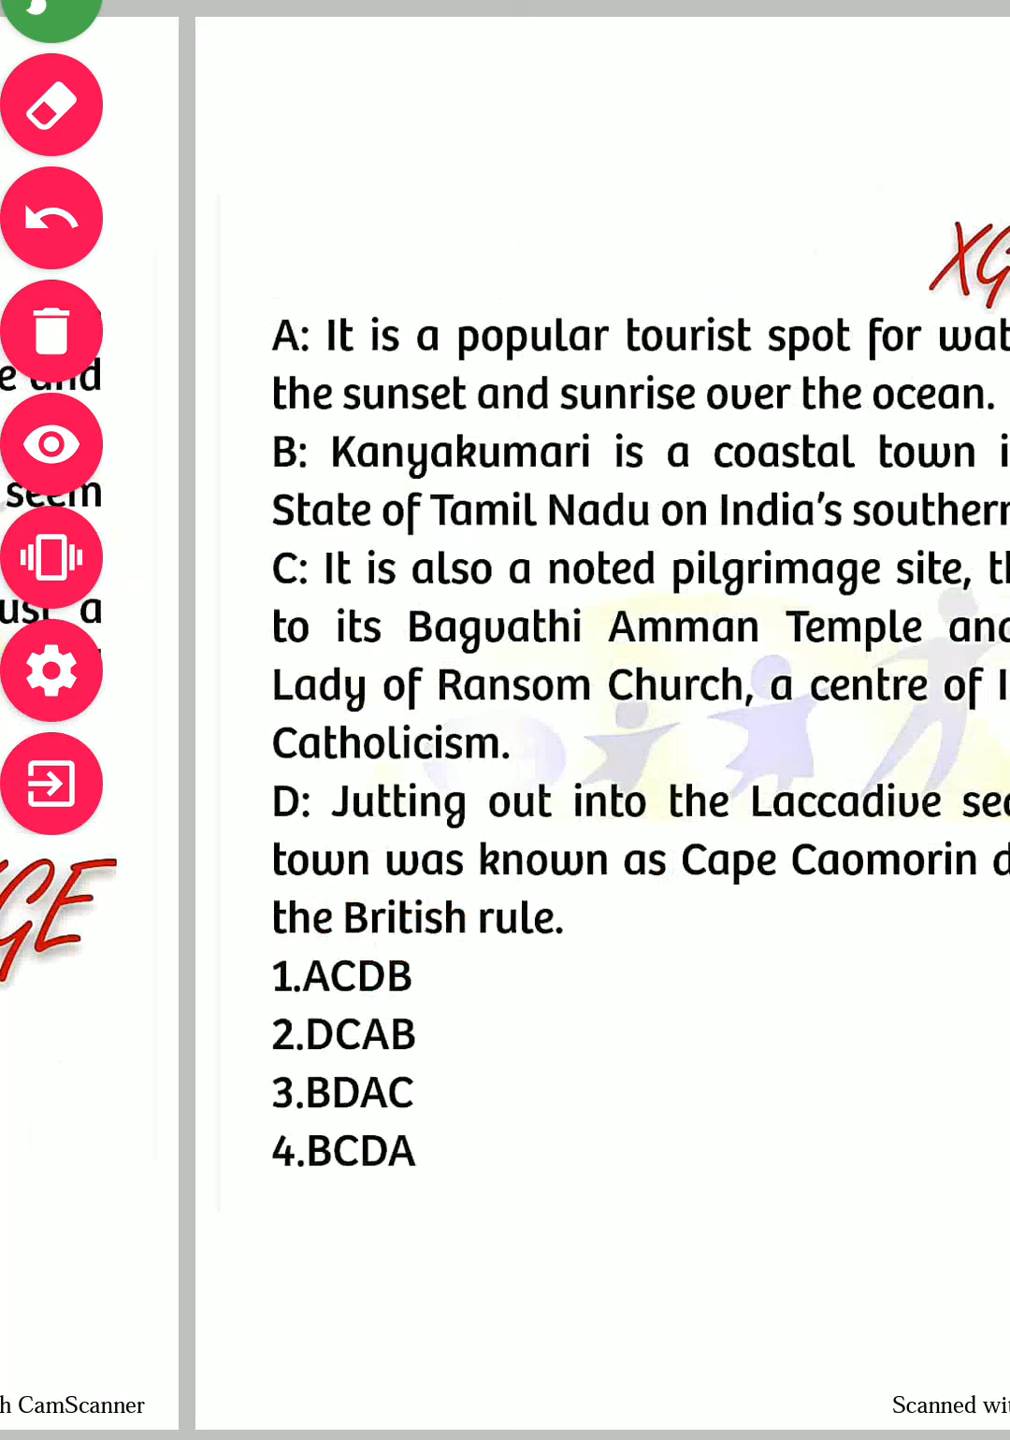 e and
seem
a
GE
XG
A: It is a popular tourist spot for wat
the sunset and sunrise over the ocean.
B: Kanyakumari is a coastal town i
State of Tamil Nadu on India's southern
C: It is also a noted pilgrimage site, th
to its Baguathi Amman Temple and
Lady of Ransom Church, a centre of I
Catholicism.
D: Jutting out into the Laccadive sea
town was known as Cape Caomorin d
the British rule.
1.ACDB
2.DCAB
3.BDAC
4.BCDA
h CamScanner
Scanned wit